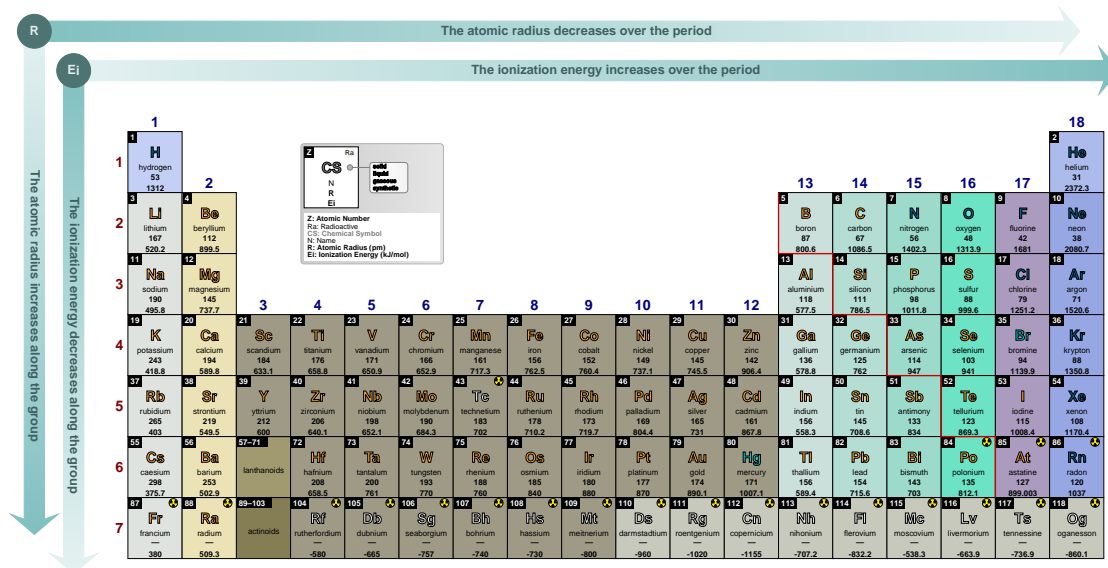 R
The atomic radius decreases over the period
Ei
The ionization energy increases over the period
The atomic radius increases along the group
The ionization energy decreases along the group
1
18
1
1
H
hydrogen
53
1312
Z
Ra
CS
N
R
Ei
solid
liquid
gaseous
synthetic
Z: Atomic Number
Ra: Radioactive
CS: Chemical Symbol
N: Name
R: Atomic Radius (pm)
Ei: Ionization Energy (kJ/mol)
2
He
helium
31
2372.3
2
13 14 15 16 17
2
3 4 5 6 7 8 9 10
Li Be B C N O F Ne
lithium beryllium boron carbon nitrogen oxygen fluorine neon
167 112 87 67 56 48 42 38
520.2 899.5 800.6 1086.5 1402.3 1313.9 1681 2080.7
3
11 12 13 14 15 16 17 18
Na Mg Al Si P S Cl Ar
sodium magnesium aluminium silicon phosphorus sulfur chlorine argon
190 145 118 111 98 88 79 71
495.8 737.7 577.5 786.5 1011.8 999.6 1251.2 1520.6
3 4 5 6 7 8 9 10 11 12
4
19 20 21 22 23 24 25 26 27 28 29 30 31 32 33 34 35 36
K Ca Sc Ti V Cr Mn Fe Co Ni Cu Zn Ga Ge As Se Br Kr
potassium calcium scandium titanium vanadium chromium manganese iron cobalt nickel copper zinc gallium germanium arsenic selenium bromine krypton
243 194 184 176 171 166 161 156 152 149 145 142 136 125 114 103 94 88
418.8 589.8 633.1 658.8 650.9 652.9 717.3 762.5 760.4 737.1 745.5 906.4 578.8 762 947 941 1139.9 1350.8
5
37 38 39 40 41 42 43 44 45 46 47 48 49 50 51 52 53 54
Rb Sr Y Zr Nb Mo Tc Ru Rh Pd Ag Cd In Sn Sb Te I Xe
rubidium strontium yttrium zirconium niobium molybdenum technetium ruthenium rhodium palladium silver cadmium indium tin antimony tellurium iodine xenon
265 219 212 206 198 190 183 178 173 169 165 161 156 145 133 123 115 108
403 549.5 600 640.1 652.1 684.3 702 710.2 719.7 804.4 731 867.8 558.3 708.6 834 869.3 1008.4 1170.4
6
55 56 57–71 72 73 74 75 76 77 78 79 80 81 82 83 84 85 86
Cs Ba Hf Ta W Re Os Ir Pt Au Hg Tl Pb Bi Po At Rn
caesium barium lanthanoids hafnium tantalum tungsten rhenium osmium iridium platinum gold mercury thallium lead bismuth polonium astatine radon
298 253 208 200 193 188 185 180 177 174 171 156 154 143 135 127 120
375.7 502.9 658.5 761 770 760 840 880 870 890.1 1007.1 589.4 715.6 703 812.1 899.003 1037
7
87 88 89–103 104 105 106 107 108 109 110 111 112 113 114 115 116 117 118
Fr Ra Rf Db Sg Bh Hs Mt Ds Rg Cn Nh Fl Mc Lv Ts Og
francium radium actinoids rutherfordium dubnium seaborgium bohrium hassium meitnerium darmstadtium roentgenium copernicium nihonium flerovium moscovium livermorium tennessine oganesson
— — — — — — — — — — — — — — — — —
380 509.3 -580 -665 -757 -740 -730 -800 -960 -1020 -1155 -707.2 -832.2 -538.3 -663.9 -736.9 -860.1